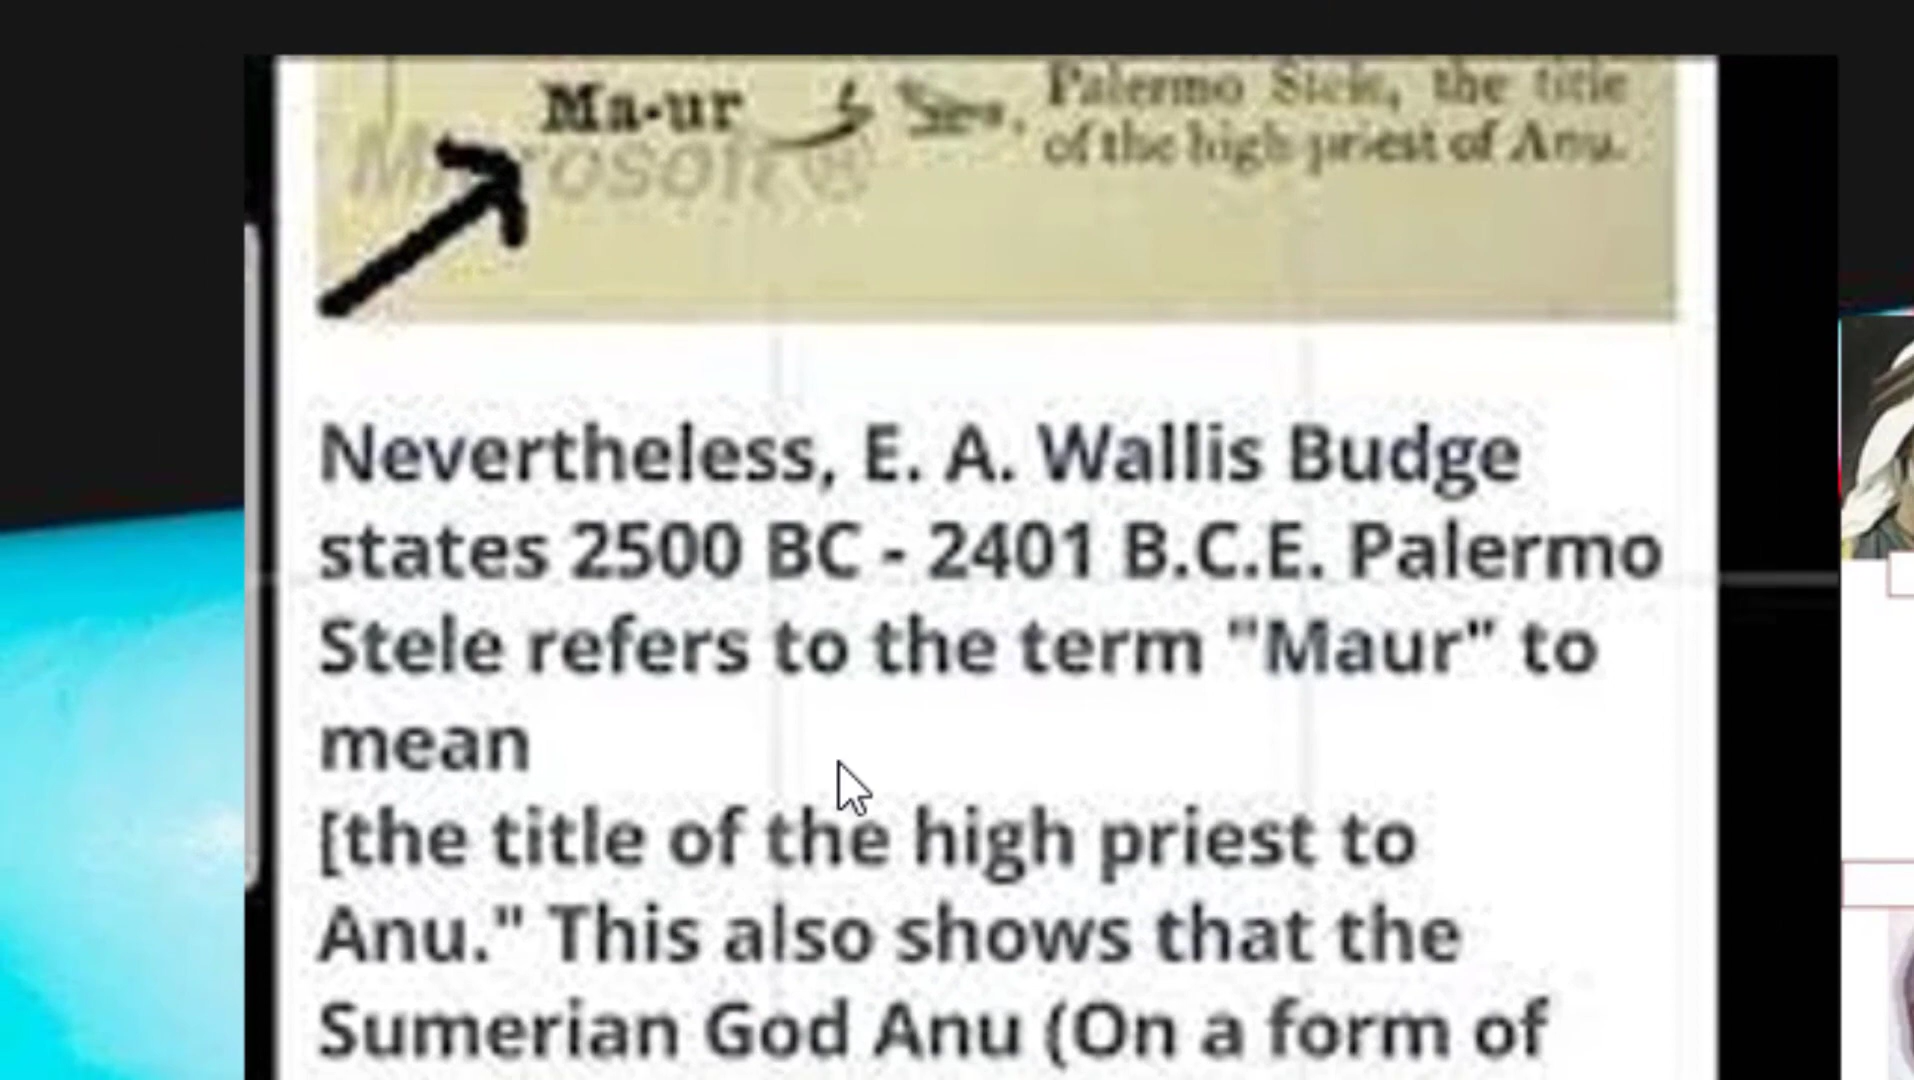 Ma-ur Palermo Stele, the title
of the high priest of Anu.
Microsoft®
Nevertheless, E. A. Wallis Budge
states 2500 BC - 2401 B.C.E. Palermo
Stele refers to the term "Maur" to
mean
[the title of the high priest to
Anu." This also shows that the
Sumerian God Anu (On a form of